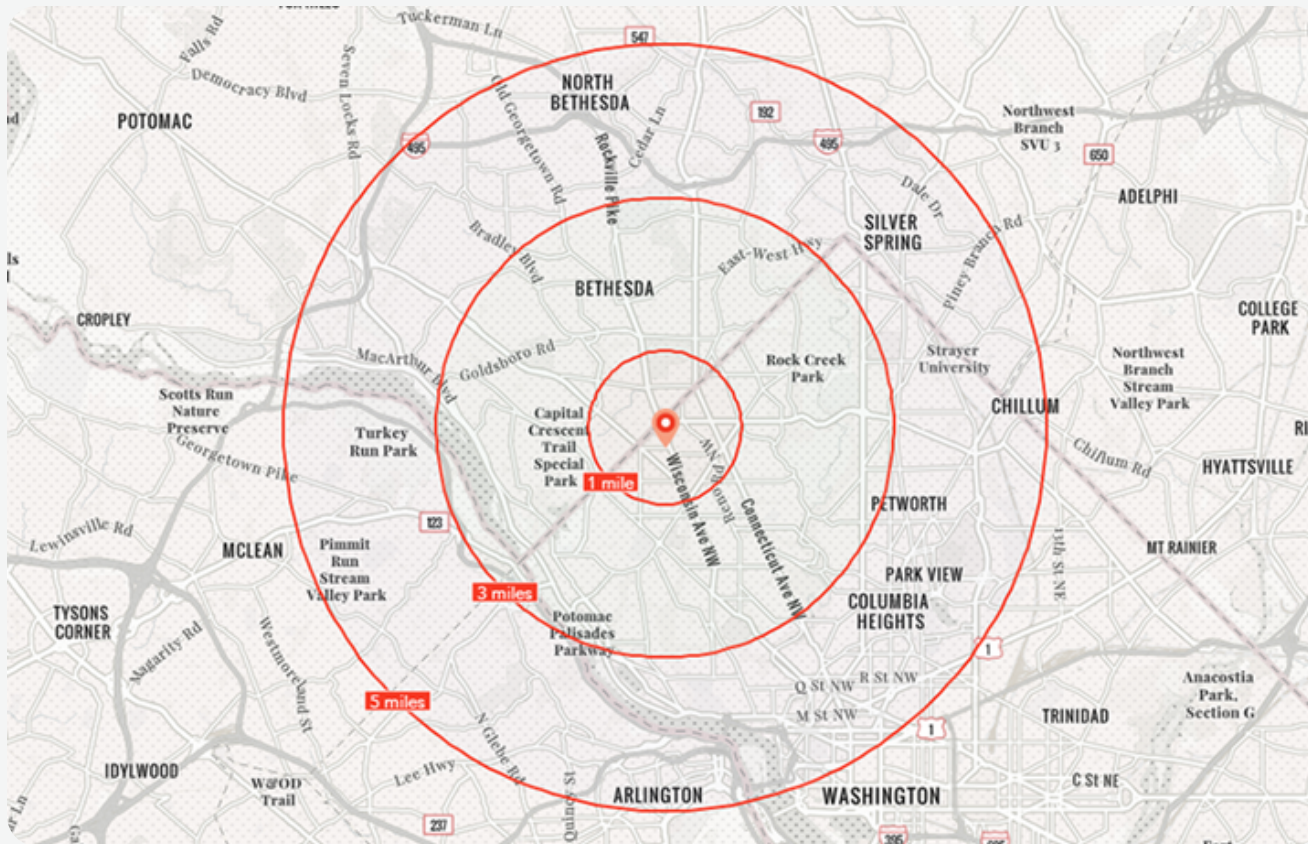 Tuckerman Ln
547
Falls Rd
Democracy Blvd
Seven Locks Rd
Old Georgetown Rd
NORTH
BETHESDA
Cedar Ln
192
POTOMAC
495
Rockville Pike
495
Northwest
Branch
SVU 3
650
ADELPHI
Dale Dr
SILVER
SPRING
Bradley Blvd
East-West Hwy
Piney Branch Rd
BETHESDA
CROPLEY
COLLEGE
PARK
MacArthur Blvd
Goldsboro Rd
Rock Creek
Park
Strayer
University
Northwest
Branch
Stream
Valley Park
Scotts Run
Nature
Preserve
Georgetown Pike
Turkey
Run Park
Capital
Crescent
Trail
Special
Park
CHILLUM
Chillum Rd
HYATTSVILLE
1 mile
Wisconsin Ave NW
Reno Rd NW
Connecticut Ave NW
PETWORTH
Lewinsville Rd
123
MCLEAN
Pimmit
Run
Stream
Valley Park
13th St NE
MT RAINIER
3 miles
PARK VIEW
COLUMBIA
HEIGHTS
TYSONS
CORNER
Magarity Rd
Westmoreland St
Potomac
Palisades
Parkway
1
5 miles
Q St NW
R St NW
M St NW
1
Anacostia
Park,
Section G
TRINIDAD
N Glebe Rd
IDYLWOOD
W&OD
Trail
Lee Hwy
Quincy St
ARLINGTON
WASHINGTON
C St NE
237
395